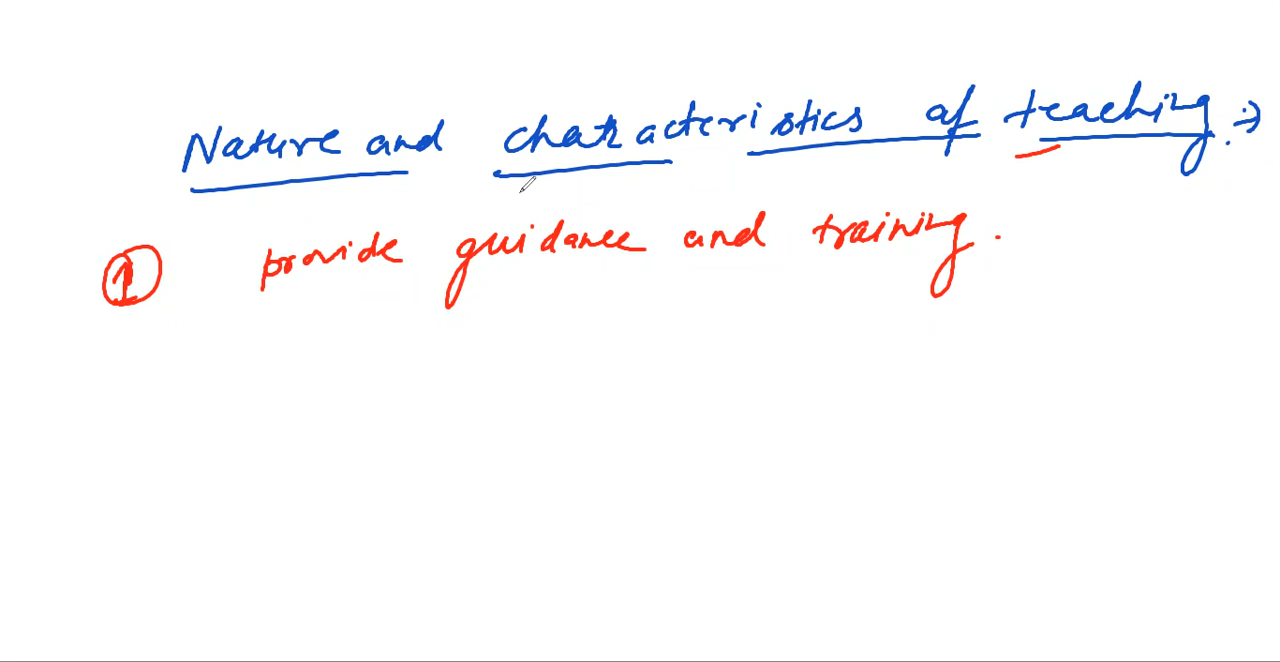 Nature and characteristics of teaching :→
① provide guidance and training.